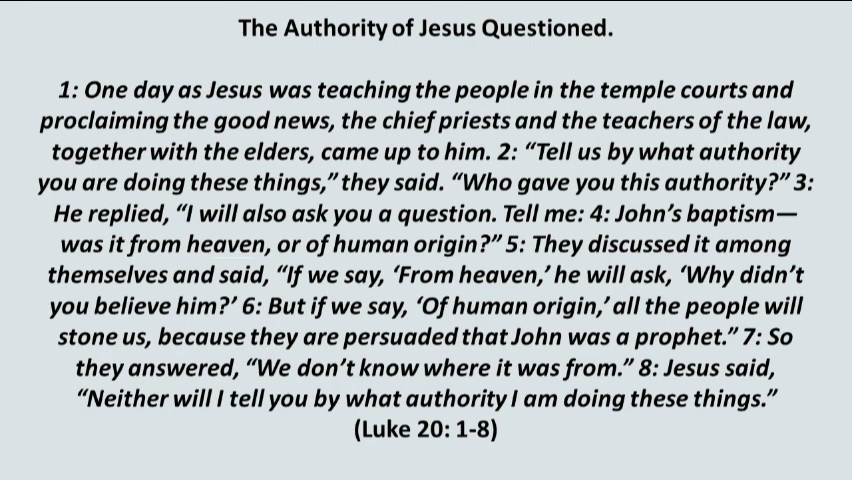 The Authority of Jesus Questioned.
1: One day as Jesus was teaching the people in the temple courts and
proclaiming the good news, the chief priests and the teachers of the law,
together with the elders, came up to him. 2: “Tell us by what authority
you are doing these things,” they said. “Who gave you this authority?” 3:
He replied, “I will also ask you a question. Tell me: 4: John’s baptism—
was it from heaven, or of human origin?” 5: They discussed it among
themselves and said, “If we say, ‘From heaven,’ he will ask, ‘Why didn’t
you believe him?’ 6: But if we say, ‘Of human origin,’ all the people will
stone us, because they are persuaded that John was a prophet.” 7: So
they answered, “We don’t know where it was from.” 8: Jesus said,
“Neither will I tell you by what authority I am doing these things.”
(Luke 20: 1-8)